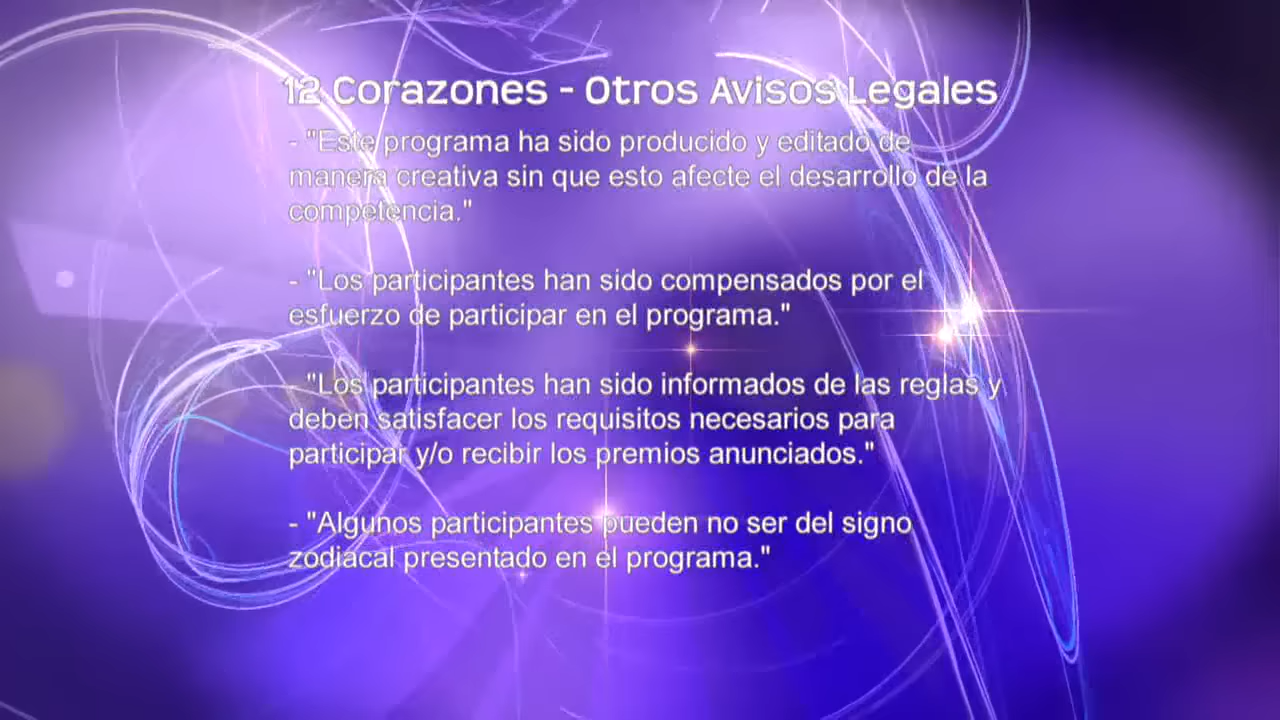 12 Corazones - Otros Avisos Legales
- "Este programa ha sido producido y editado de
manera creativa sin que esto afecte el desarrollo de la
competencia."
- "Los participantes han sido compensados por el
esfuerzo de participar en el programa."
- "Los participantes han sido informados de las reglas y
deben satisfacer los requisitos necesarios para
participar y/o recibir los premios anunciados."
- "Algunos participantes pueden no ser del signo
zodiacal presentado en el programa."